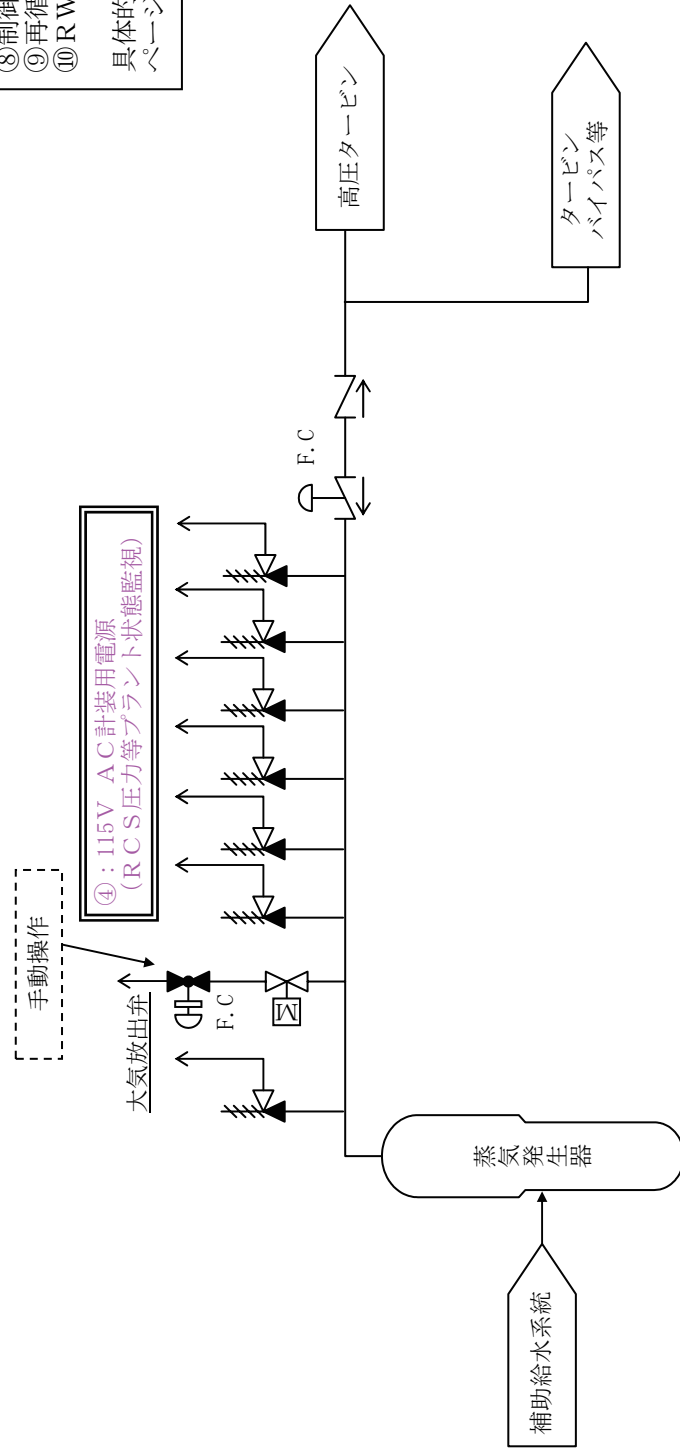 ⑧制御
⑨再循
⑩RW
具体的
ページ
高圧タービン
タービン
バイパス等
F.C
④：115V AC計装用電源
（RCS圧力等プラント状態監視）
手動操作
大気放出弁
F.C
M
蒸気発生器
補助給水系統